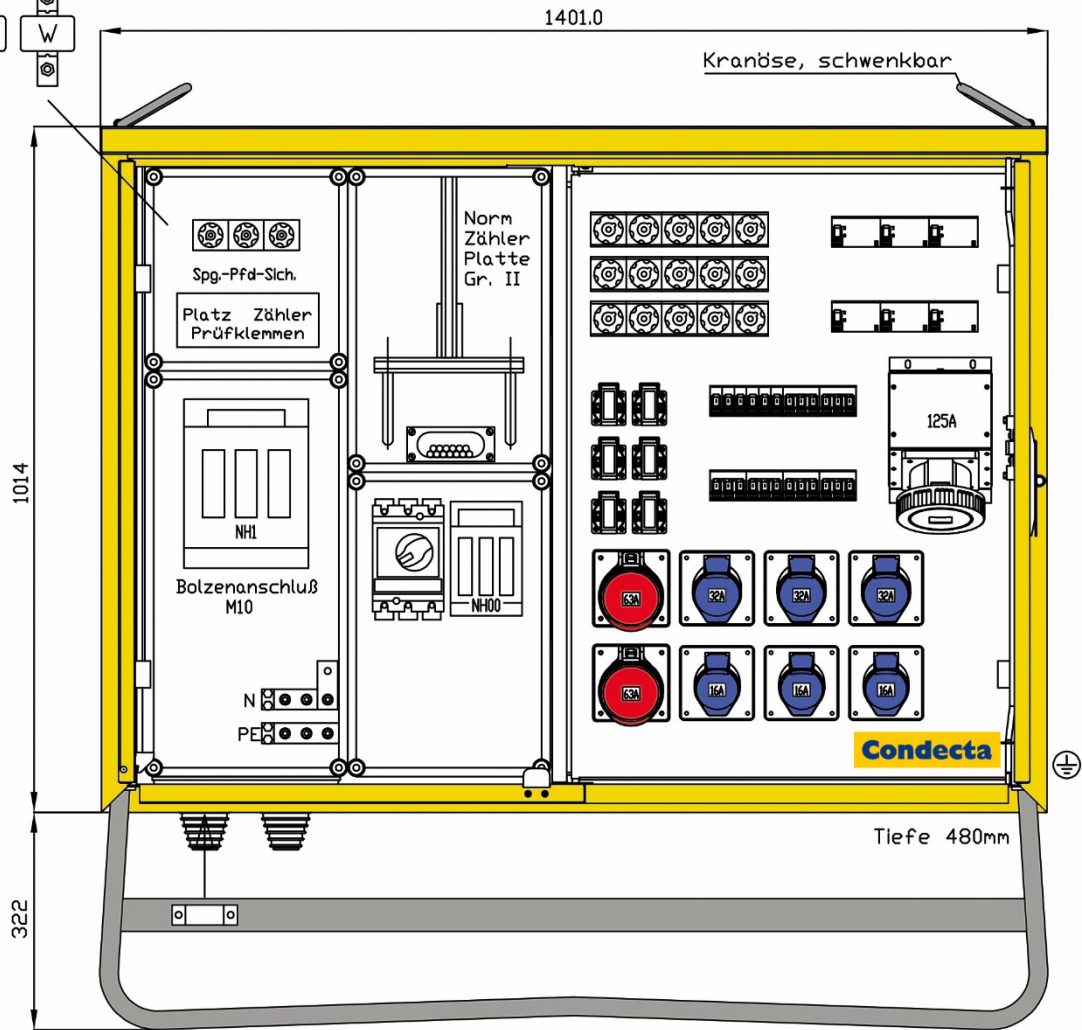 1401.0
W
Kranöse, schwenkbar
Norm
Zähler
Platte
Gr. II
Spg.-Pfd-Sich.
Platz Zähler
Prüfklemmen
125A
1014
NH1
Bolzenanschluß
M10
NH00
63A
32A
32A
32A
N
PE
63A
16A
16A
16A
Condecta
Tiefe 480mm
322